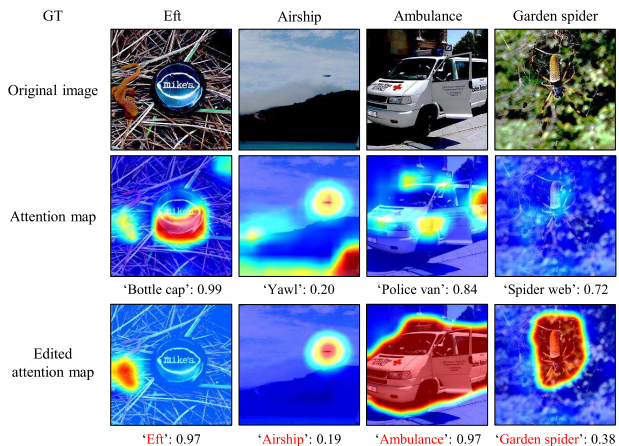 GT Eft Airship Ambulance Garden spider
Original image
mike's
Attention map
mike's
'Bottle cap': 0.99 'Yawl': 0.20 'Police van': 0.84 'Spider web': 0.72
Edited
attention map
mike's
'Eft': 0.97 'Airship': 0.19 'Ambulance': 0.97 'Garden spider': 0.38